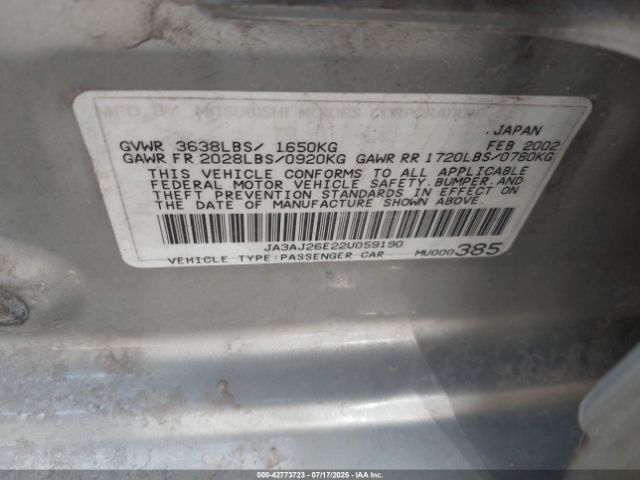 MFD BY MITSUBISHI MOTORS CORPORATION
.JAPAN
GVWR 3638LBS/ 1650KG FEB 2002
GAWR FR 2028LBS/0920KG GAWR RR 1720LBS/0780KG
THIS VEHICLE CONFORMS TO ALL APPLICABLE
FEDERAL MOTOR VEHICLE SAFETY.BUMPER.AND
THEFT PREVENTION STANDARDS IN EFFECT ON
THE DATE OF MANUFACTURE SHOWN ABOVE.
JA3AJ26E22U059190
VEHICLE TYPE:PASSENGER CAR MU000385
000-42773723 - 07/17/2025 - IAAI.COM